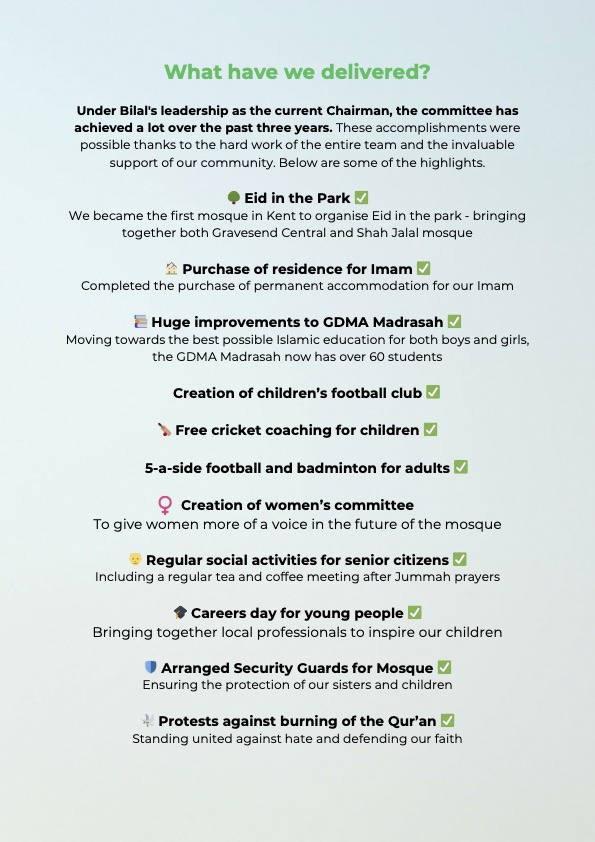 What have we delivered?
Under Bilal's leadership as the current Chairman, the committee has
achieved a lot over the past three years. These accomplishments were
possible thanks to the hard work of the entire team and the invaluable
support of our community. Below are some of the highlights.
🌳 Eid in the Park ✅
We became the first mosque in Kent to organise Eid in the park - bringing
together both Gravesend Central and Shah Jalal mosque
🏠 Purchase of residence for Imam ✅
Completed the purchase of permanent accommodation for our Imam
📚 Huge improvements to GDMA Madrasah ✅
Moving towards the best possible Islamic education for both boys and girls,
the GDMA Madrasah now has over 60 students
Creation of children’s football club ✅
🏏 Free cricket coaching for children ✅
5-a-side football and badminton for adults ✅
♀ Creation of women’s committee
To give women more of a voice in the future of the mosque
👴 Regular social activities for senior citizens ✅
Including a regular tea and coffee meeting after Jummah prayers
🎓 Careers day for young people ✅
Bringing together local professionals to inspire our children
🛡 Arranged Security Guards for Mosque ✅
Ensuring the protection of our sisters and children
🕊 Protests against burning of the Qur’an ✅
Standing united against hate and defending our faith